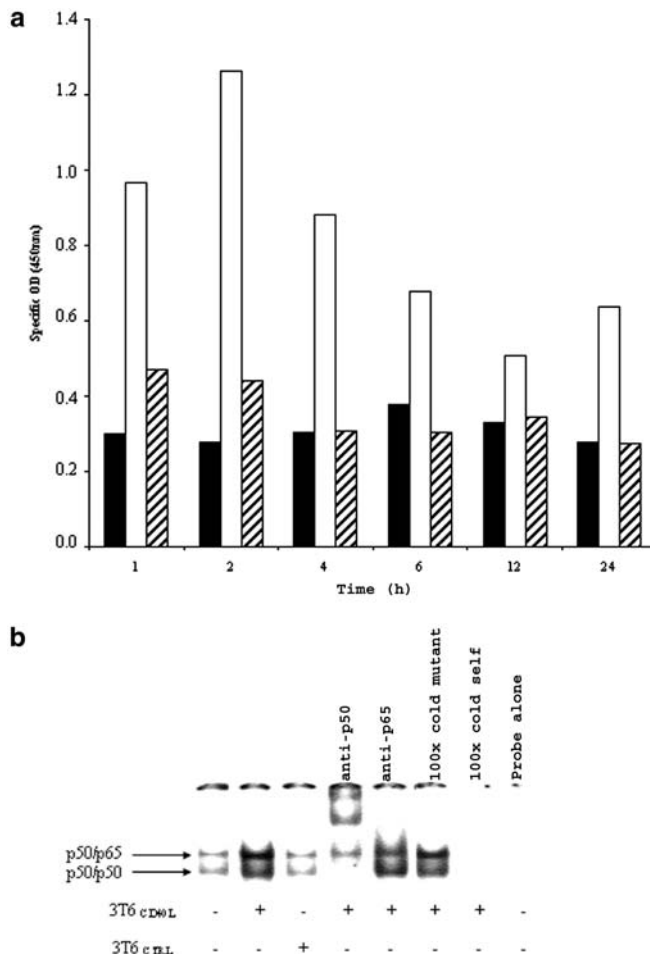 a
1.4
1.2
1.0
0.8
0.6
0.4
0.2
0.0
Specific OD (450nm)
1 2 4 6 12 24
Time (h)
b
anti-p50
anti-p65
100x cold mutant
100x cold self
Probe alone
p50/p65
p50/p50
3T6 CD40L - + - + + + + -
3T6 CTRL - - + - - - - -